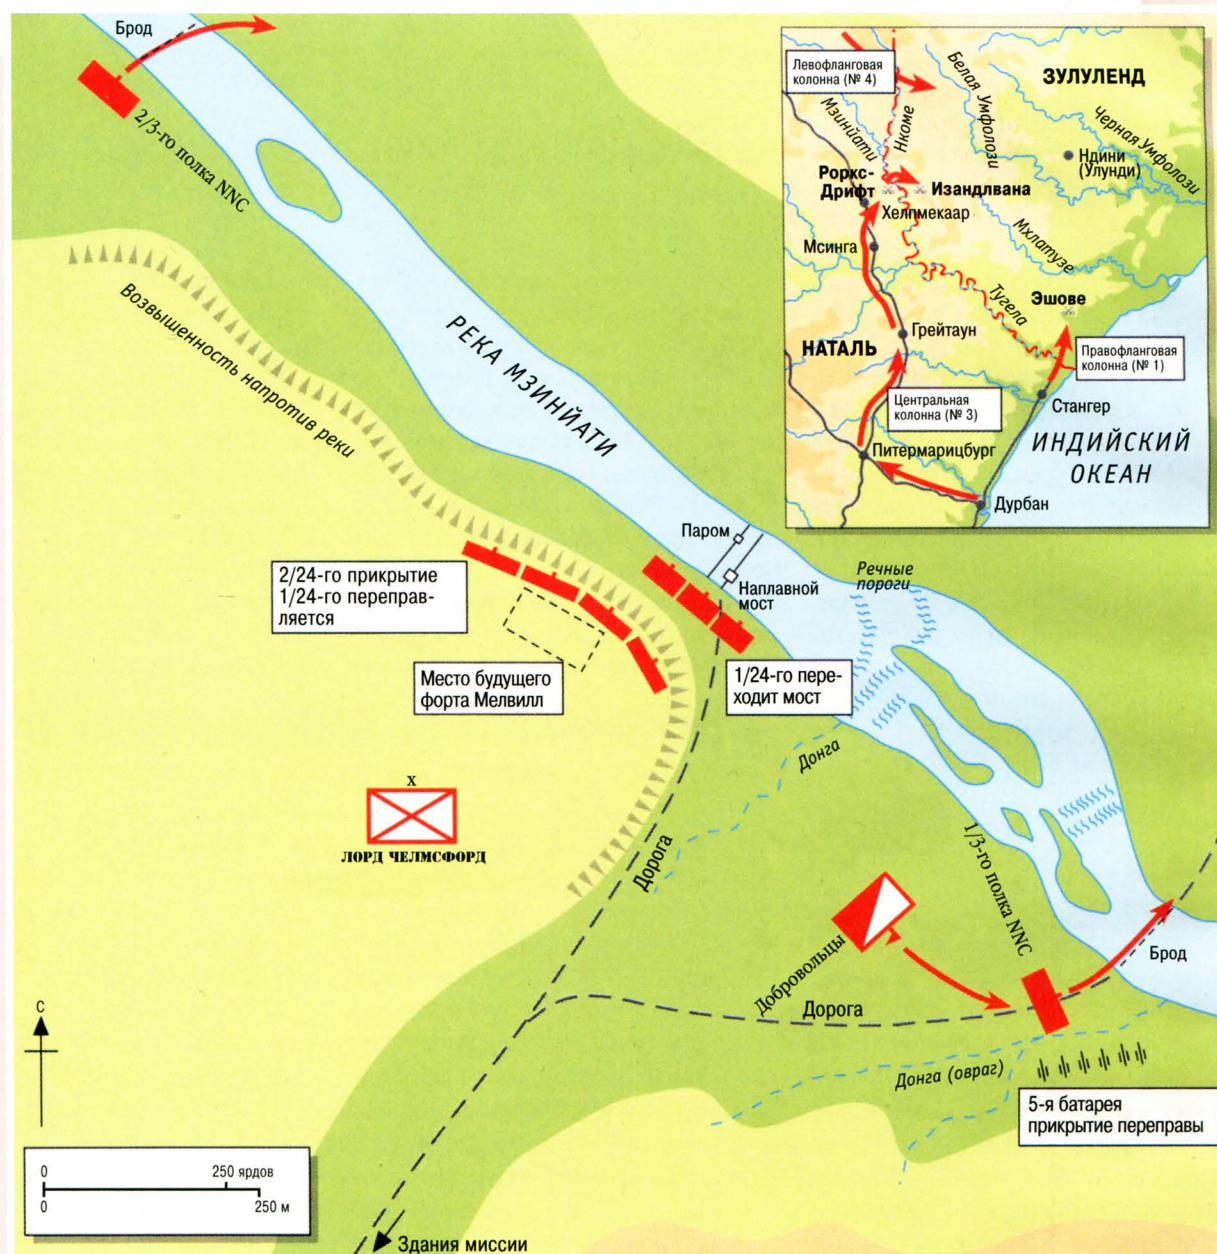 Брод
2/3-го полка NNC
Возвышенность напротив реки
РЕКА МЗИНЙАТИ
Левофланговая
колонна (№ 4)
ЗУЛУЛЕНД
Мзинйати
Нкоме
Белая Умфолози
Черная Умфолози
Ндини
(Улунди)
Роркс-
Дрифт
Изандлвана
Хелпмекаар
Мсинга
Мхлатузе
Тугела
Эшове
Грейтаун
НАТАЛЬ
Правофланговая
колонна (№ 1)
Центральная
колонна (№ 3)
Стангер
Питермарицбург
ИНДИЙСКИЙ
ОКЕАН
Дурбан
Паром
Наплавной
мост
Речные
пороги
2/24-го прикрытие
1/24-го переправ-
ляется
Место будущего
форта Мелвилл
1/24-го пере-
ходит мост
Донга
X
ЛОРД ЧЕЛМСФОРД
Дорога
1/3-го полка NNC
Добровольцы
Брод
Дорога
Донга (овраг)
5-я батарея
прикрытие переправы
С
0
250 ярдов
0
250 м
Здания миссии